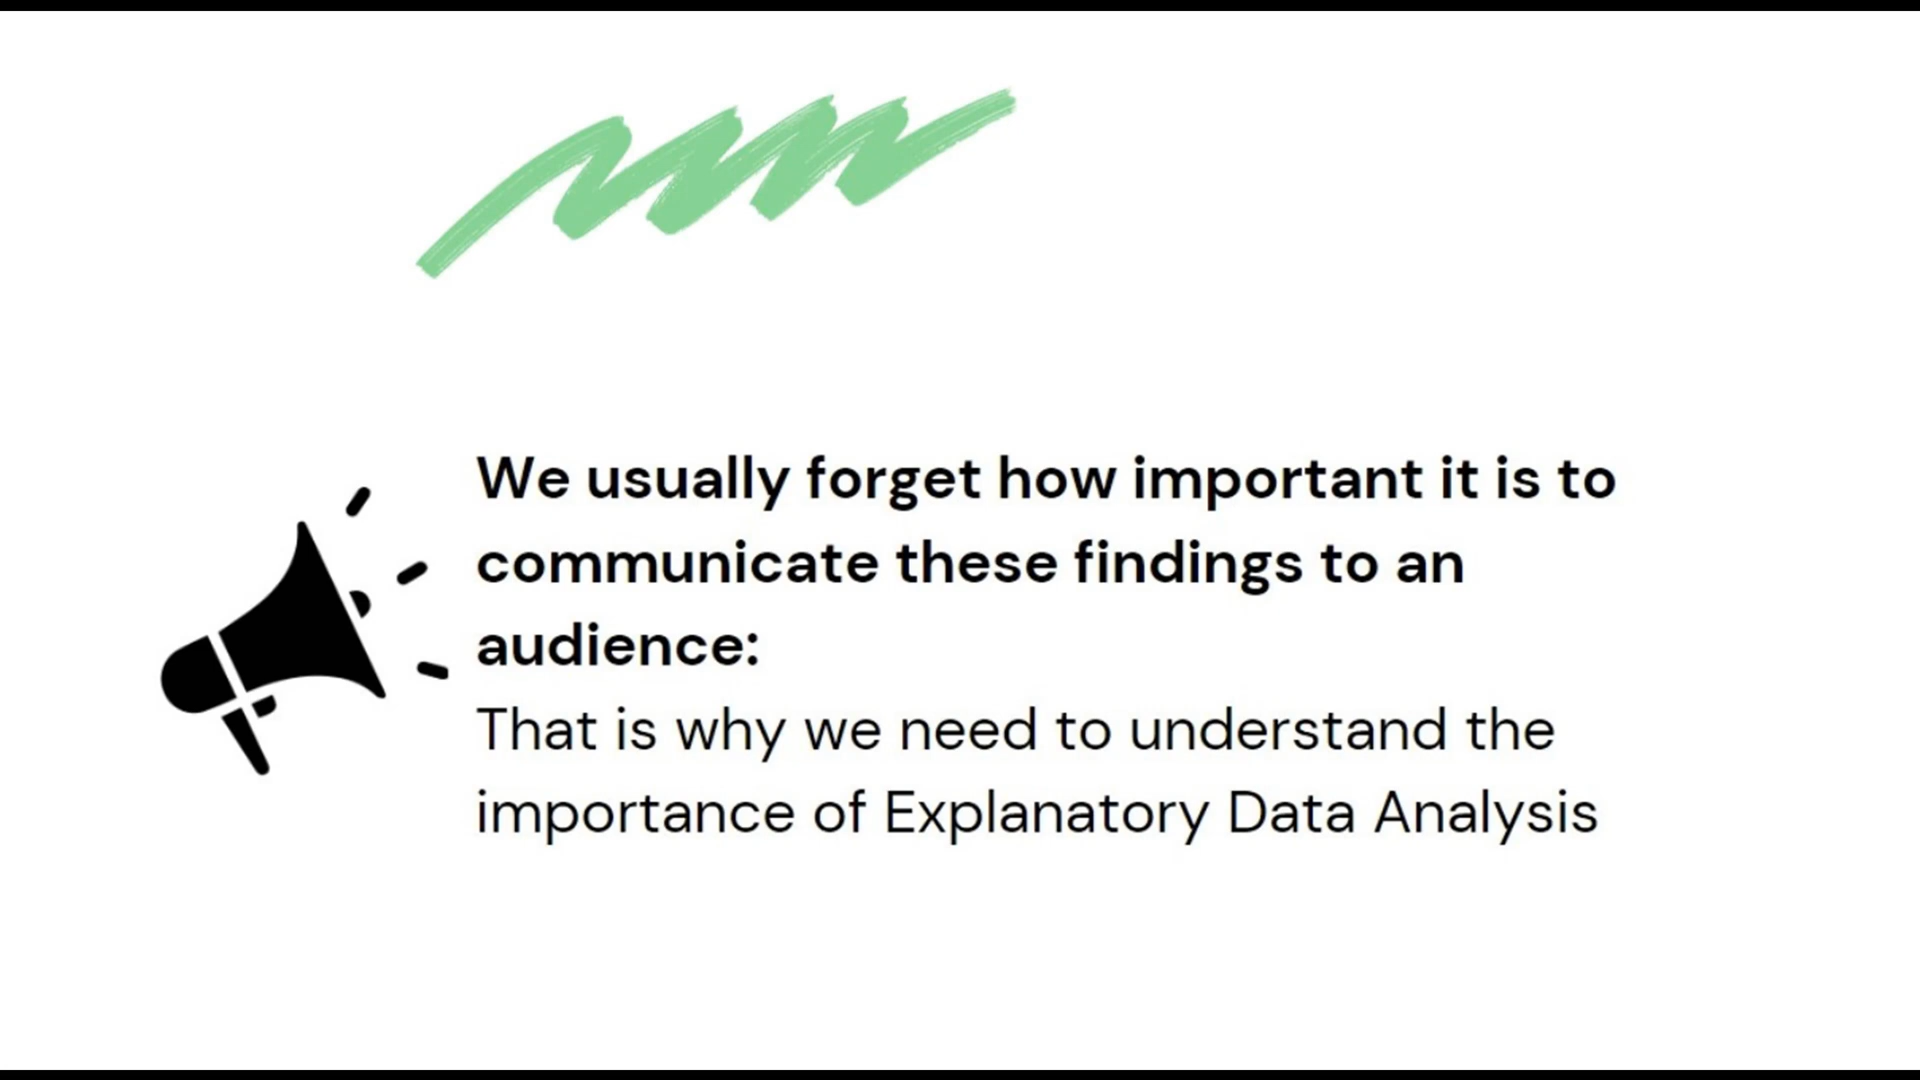 We usually forget how important it is to
communicate these findings to an
audience:
That is why we need to understand the
importance of Explanatory Data Analysis